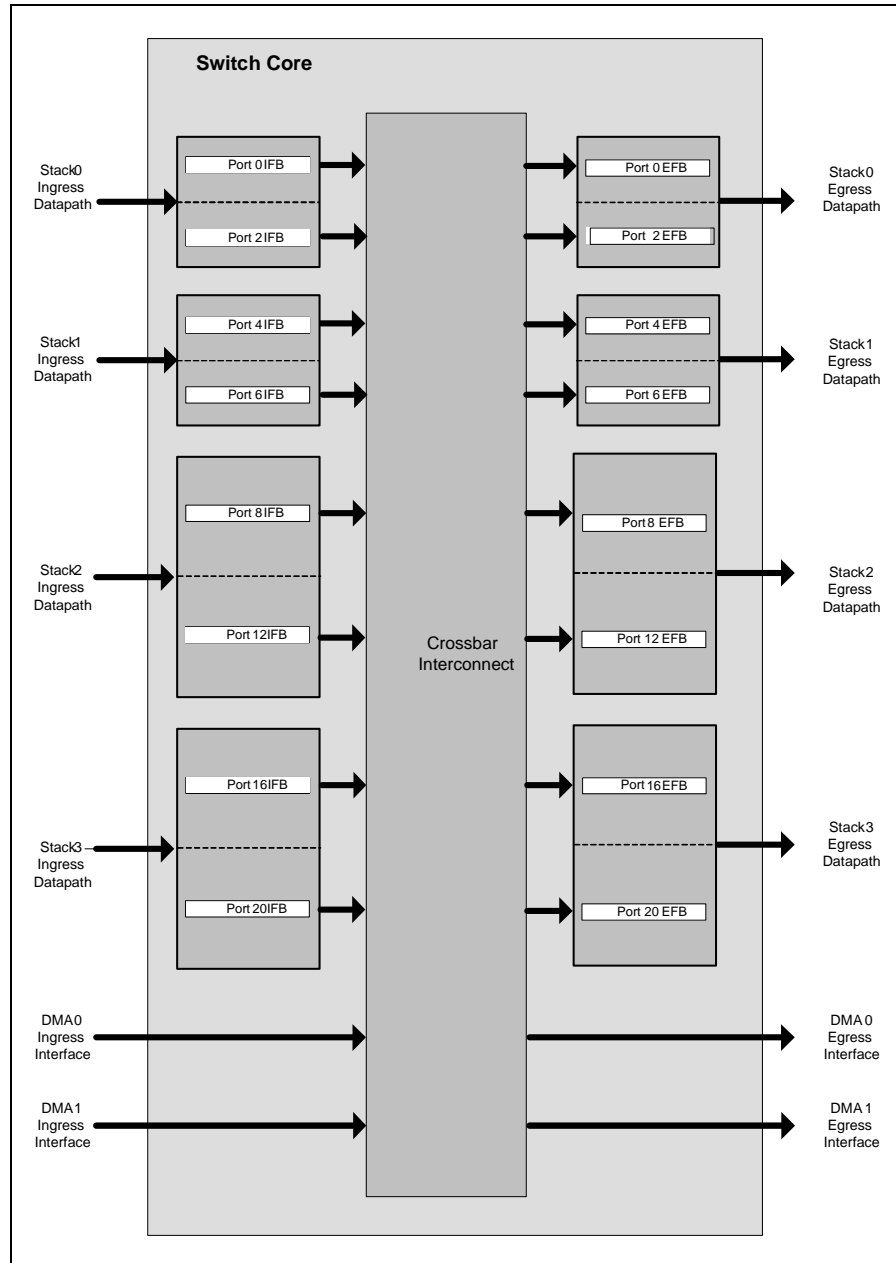 Switch Core
Stack0
Ingress
Datapath
Port 0 IFB
Port 2 IFB
Port 0 EFB
Port 2 EFB
Stack0
Egress
Datapath
Stack1
Ingress
Datapath
Port 4 IFB
Port 6 IFB
Port 4 EFB
Port 6 EFB
Stack1
Egress
Datapath
Stack2
Ingress
Datapath
Port 8 IFB
Port 12 IFB
Crossbar
Interconnect
Port 8 EFB
Port 12 EFB
Stack2
Egress
Datapath
Stack3
Ingress
Datapath
Port 16 IFB
Port 20 IFB
Port 16 EFB
Port 20 EFB
Stack3
Egress
Datapath
DMA0
Ingress
Interface
DMA0
Egress
Interface
DMA1
Ingress
Interface
DMA1
Egress
Interface